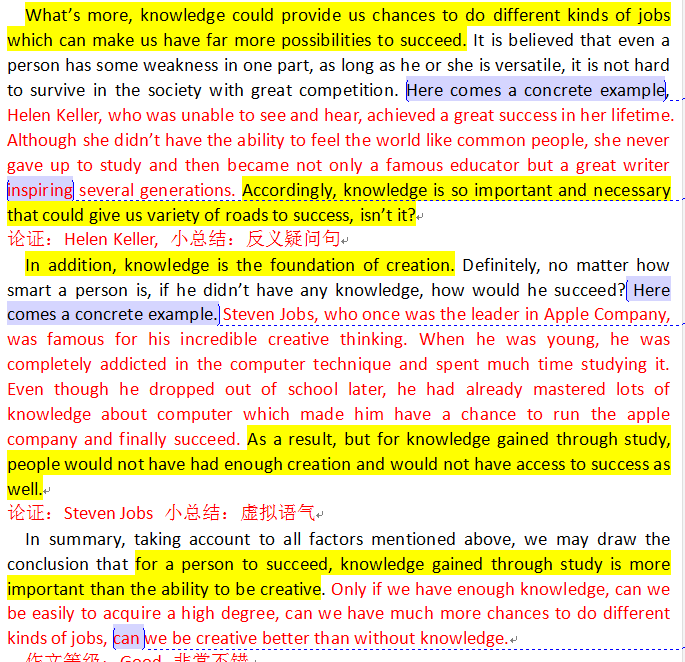 What's more, knowledge could provide us chances to do different kinds of jobs
which can make us have far more possibilities to succeed. It is believed that even a
person has some weakness in one part, as long as he or she is versatile, it is not hard
to survive in the society with great competition. Here comes a concrete example,
Helen Keller, who was unable to see and hear, achieved a great success in her lifetime.
Although she didn't have the ability to feel the world like common people, she never
gave up to study and then became not only a famous educator but a great writer
inspiring several generations. Accordingly, knowledge is so important and necessary
that could give us variety of roads to success, isn't it?
论证：Helen Keller, 小总结：反义疑问句
In addition, knowledge is the foundation of creation. Definitely, no matter how
smart a person is, if he didn't have any knowledge, how would he succeed? Here
comes a concrete example. Steven Jobs, who once was the leader in Apple Company,
was famous for his incredible creative thinking. When he was young, he was
completely addicted in the computer technique and spent much time studying it.
Even though he dropped out of school later, he had already mastered lots of
knowledge about computer which made him have a chance to run the apple
company and finally succeed. As a result, but for knowledge gained through study,
people would not have had enough creation and would not have access to success as
well.
论证：Steven Jobs 小总结：虚拟语气
In summary, taking account to all factors mentioned above, we may draw the
conclusion that for a person to succeed, knowledge gained through study is more
important than the ability to be creative. Only if we have enough knowledge, can we
be easily to acquire a high degree, can we have much more chances to do different
kinds of jobs, can we be creative better than without knowledge.
作文等级：Good 非常不错